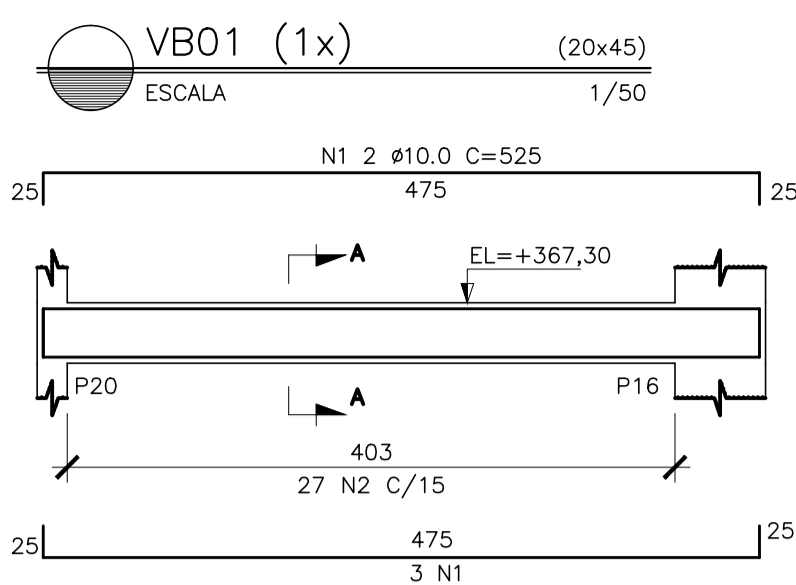 VB01 (1x) (20x45)
ESCALA 1/50
N1 2 ø10.0 C=525
25 475 25
A EL=+367,30
P20 A P16
403
27 N2 C/15
25 475 25
3 N1